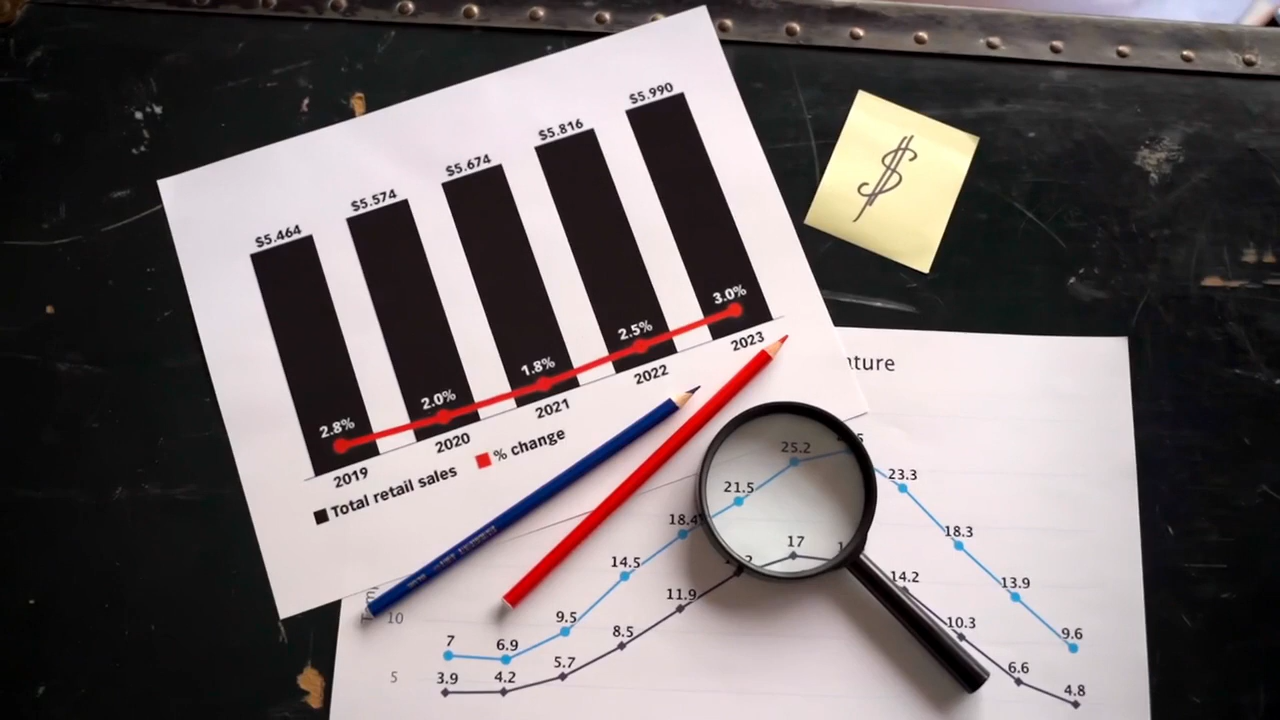 $5.464 $5.574 $5.674 $5.816 $5.990
2.8% 2.0% 1.8% 2.5% 3.0%
2019 2020 2021 2022 2023
Total retail sales % change
$
10
5
7 6.9 9.5 14.5 18.4 21.5 25.2 23.3 18.3 13.9 9.6
3.9 4.2 5.7 8.5 11.9 17 14.2 10.3 6.6 4.8